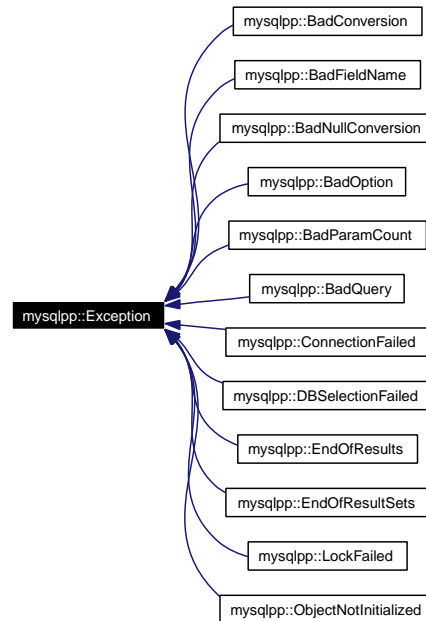 mysqlpp::BadConversion
mysqlpp::BadFieldName
mysqlpp::BadNullConversion
mysqlpp::BadOption
mysqlpp::BadParamCount
mysqlpp::BadQuery
mysqlpp::Exception
mysqlpp::ConnectionFailed
mysqlpp::DBSelectionFailed
mysqlpp::EndOfResults
mysqlpp::EndOfResultSets
mysqlpp::LockFailed
mysqlpp::ObjectNotInitialized